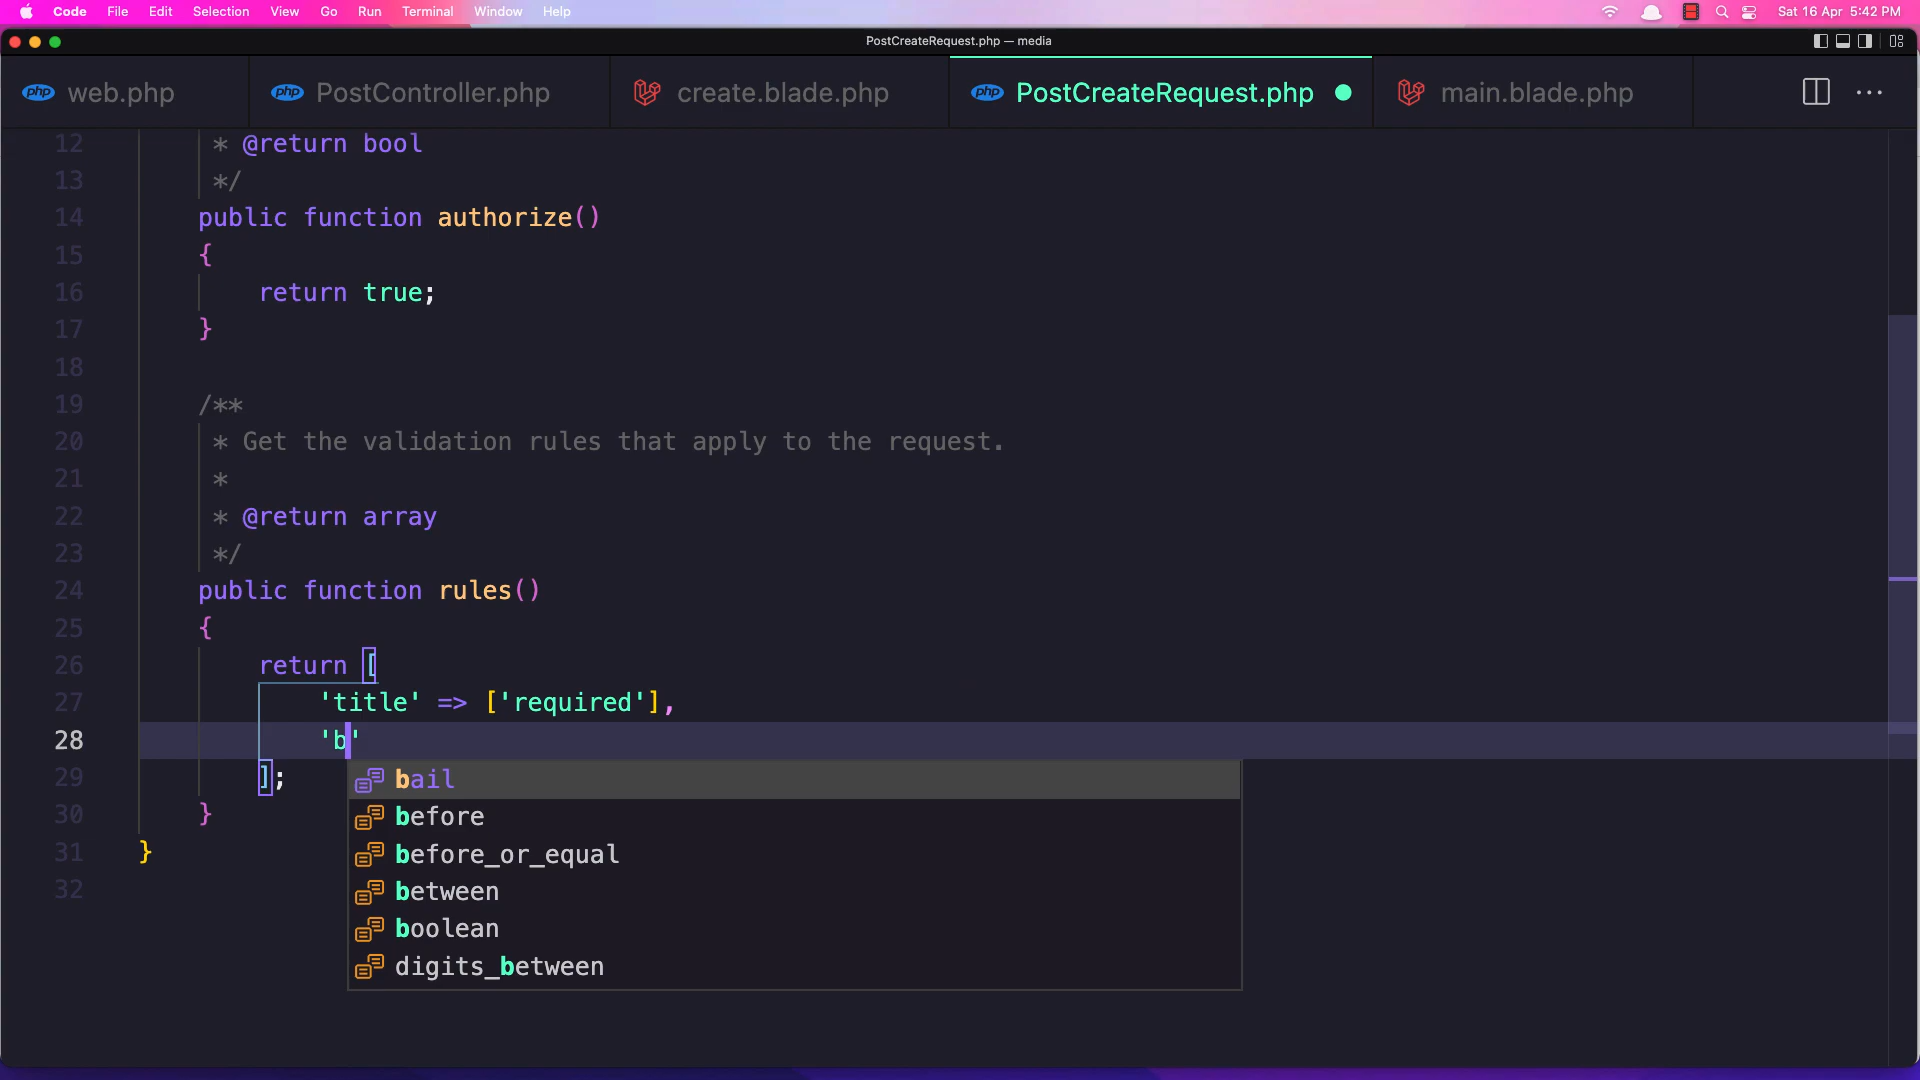 Code File Edit Selection View Go Run Terminal Window Help Sat 16 Apr 5:42 PM
PostCreateRequest.php — media
php web.php php PostController.php create.blade.php php PostCreateRequest.php main.blade.php ...
12 * @return bool
13 */
14 public function authorize()
15 {
16 return true;
17 }
18
19 /**
20 * Get the validation rules that apply to the request.
21 *
22 * @return array
23 */
24 public function rules()
25 {
26 return [
27 'title' => ['required'],
28 'b'
29 ];
bail
30 }
before
31 }
before_or_equal
32
between
boolean
digits_between